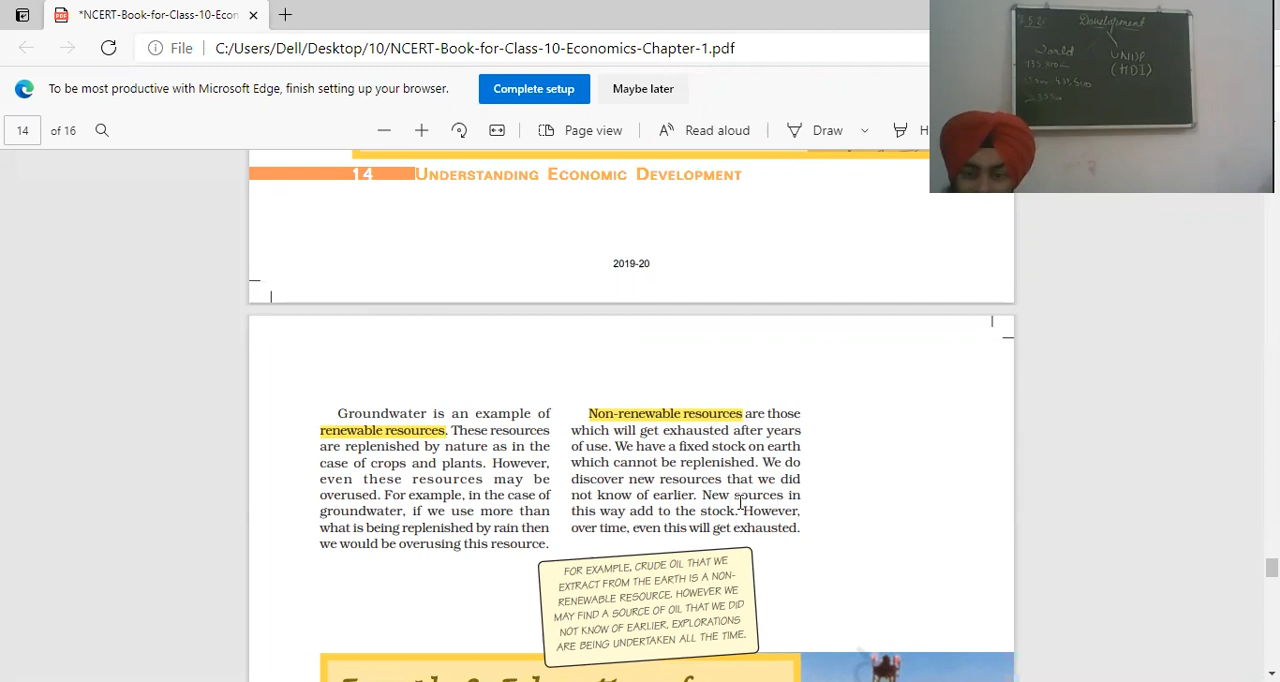 *NCERT-Book-for-Class-10-Econ
File
C:/Users/Dell/Desktop/10/NCERT-Book-for-Class-10-Economics-Chapter-1.pdf
To be most productive with Microsoft Edge, finish setting up your browser.
Complete setup
Maybe later
14
of 16
Page view
Read aloud
Draw
H
Development
World
UNDP
(HDI)
14 UNDERSTANDING ECONOMIC DEVELOPMENT
2019-20
Groundwater is an example of
renewable resources. These resources
are replenished by nature as in the
case of crops and plants. However,
even these resources may be
overused. For example, in the case of
groundwater, if we use more than
what is being replenished by rain then
we would be overusing this resource.
Non-renewable resources are those
which will get exhausted after years
of use. We have a fixed stock on earth
which cannot be replenished. We do
discover new resources that we did
not know of earlier. New sources in
this way add to the stock. However,
over time, even this will get exhausted.
FOR EXAMPLE, CRUDE OIL THAT WE
EXTRACT FROM THE EARTH IS A NON-
RENEWABLE RESOURCE. HOWEVER WE
MAY FIND A SOURCE OF OIL THAT WE DID
NOT KNOW OF EARLIER. EXPLORATIONS
ARE BEING UNDERTAKEN ALL THE TIME.